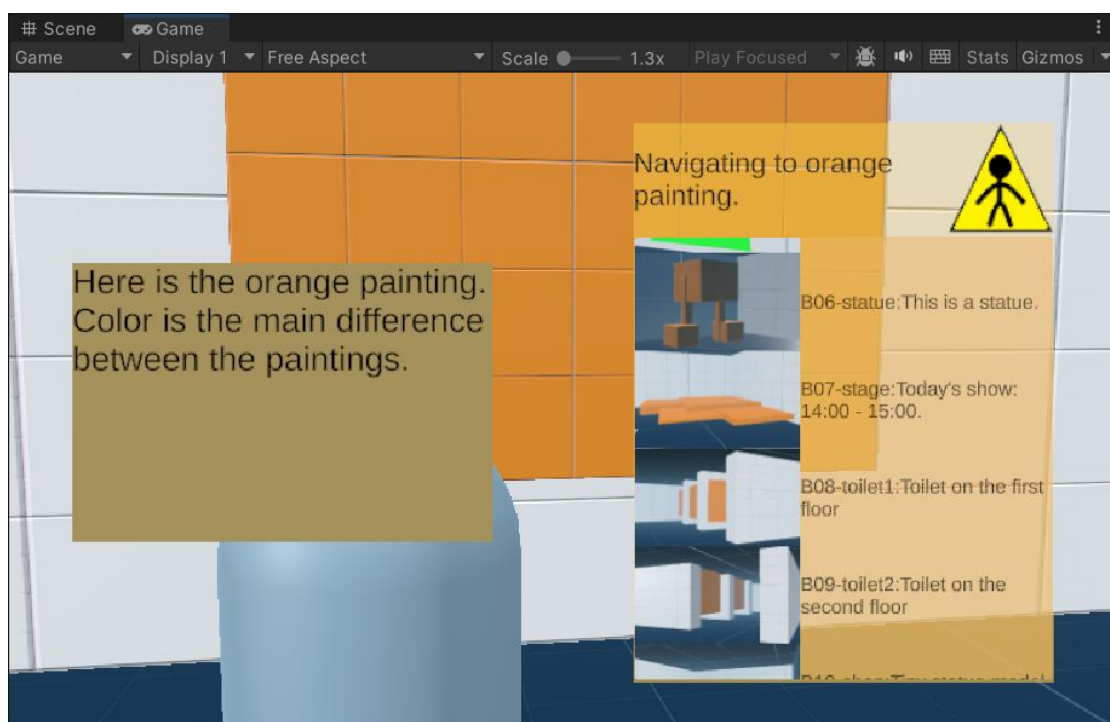 Scene Game
Game Display 1 Free Aspect Scale 1.3x Play Focused Stats Gizmos
Navigating to orange
painting.
Here is the orange painting.
Color is the main difference
between the paintings.
B06-statue:This is a statue.
B07-stage:Today's show:
14:00 - 15:00.
B08-toilet1:Toilet on the first
floor
B09-toilet2:Toilet on the
second floor